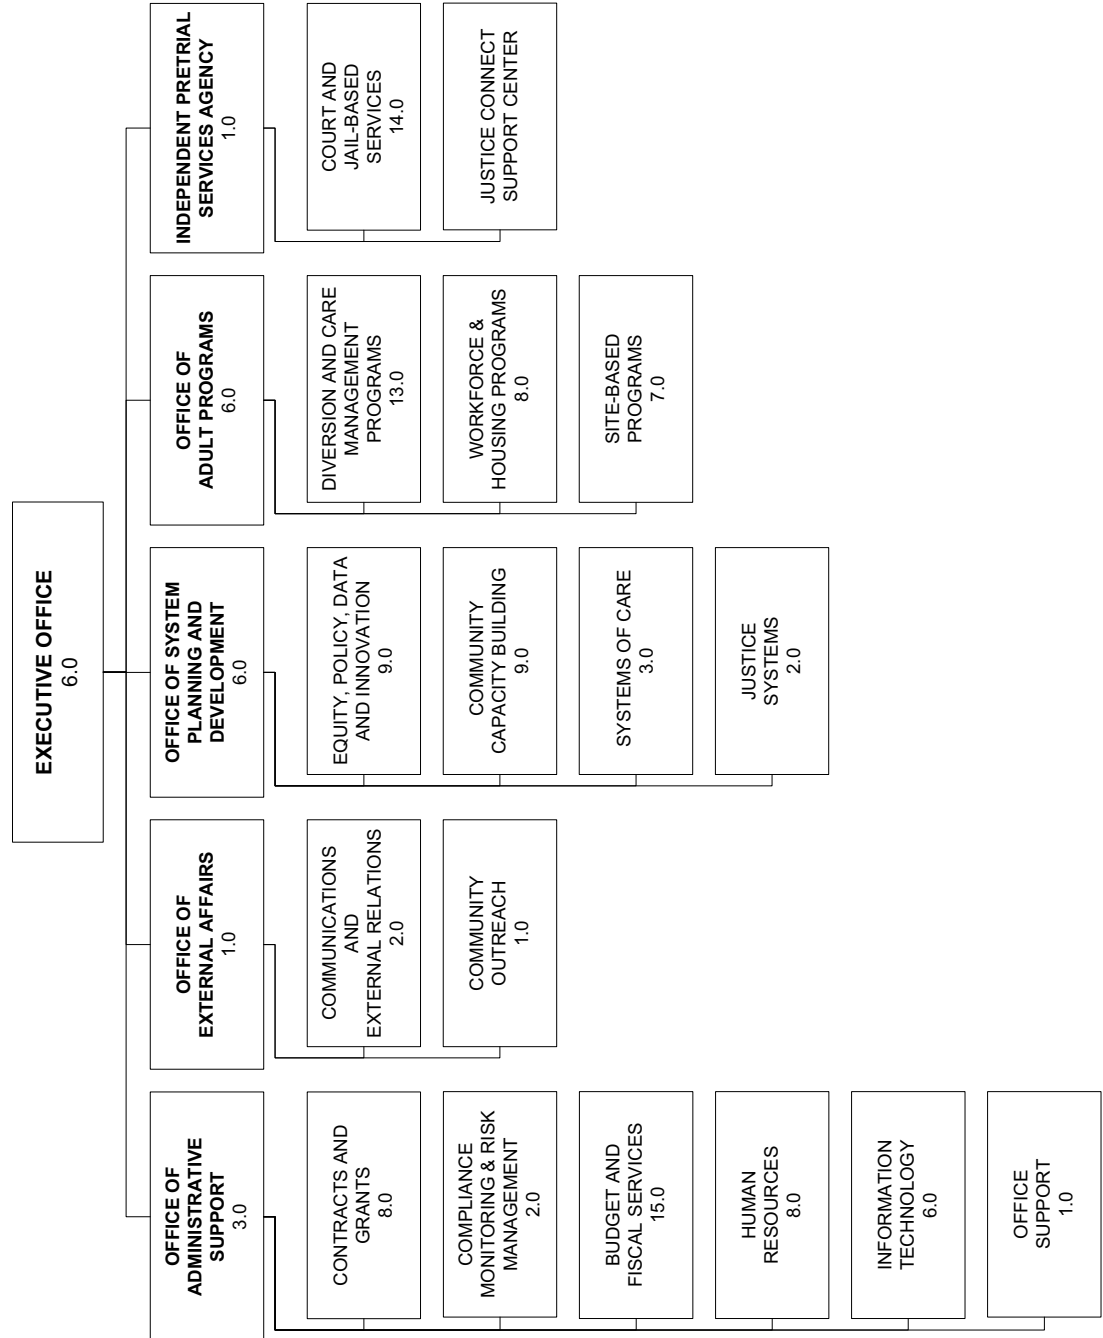 EXECUTIVE OFFICE
6.0
OFFICE OF
ADMINISTRATIVE
SUPPORT
3.0
CONTRACTS AND
GRANTS
8.0
COMPLIANCE
MONITORING & RISK
MANAGEMENT
2.0
BUDGET AND
FISCAL SERVICES
15.0
HUMAN
RESOURCES
8.0
INFORMATION
TECHNOLOGY
6.0
OFFICE
SUPPORT
1.0
OFFICE OF
EXTERNAL AFFAIRS
1.0
COMMUNICATIONS
AND
EXTERNAL RELATIONS
2.0
COMMUNITY
OUTREACH
1.0
OFFICE OF SYSTEM
PLANNING AND
DEVELOPMENT
6.0
EQUITY, POLICY, DATA
AND INNOVATION
9.0
COMMUNITY
CAPACITY BUILDING
9.0
SYSTEMS OF CARE
3.0
JUSTICE
SYSTEMS
2.0
OFFICE OF
ADULT PROGRAMS
6.0
DIVERSION AND CARE
MANAGEMENT
PROGRAMS
13.0
WORKFORCE &
HOUSING PROGRAMS
8.0
SITE-BASED
PROGRAMS
7.0
INDEPENDENT PRETRIAL
SERVICES AGENCY
1.0
COURT AND
JAIL-BASED
SERVICES
14.0
JUSTICE CONNECT
SUPPORT CENTER